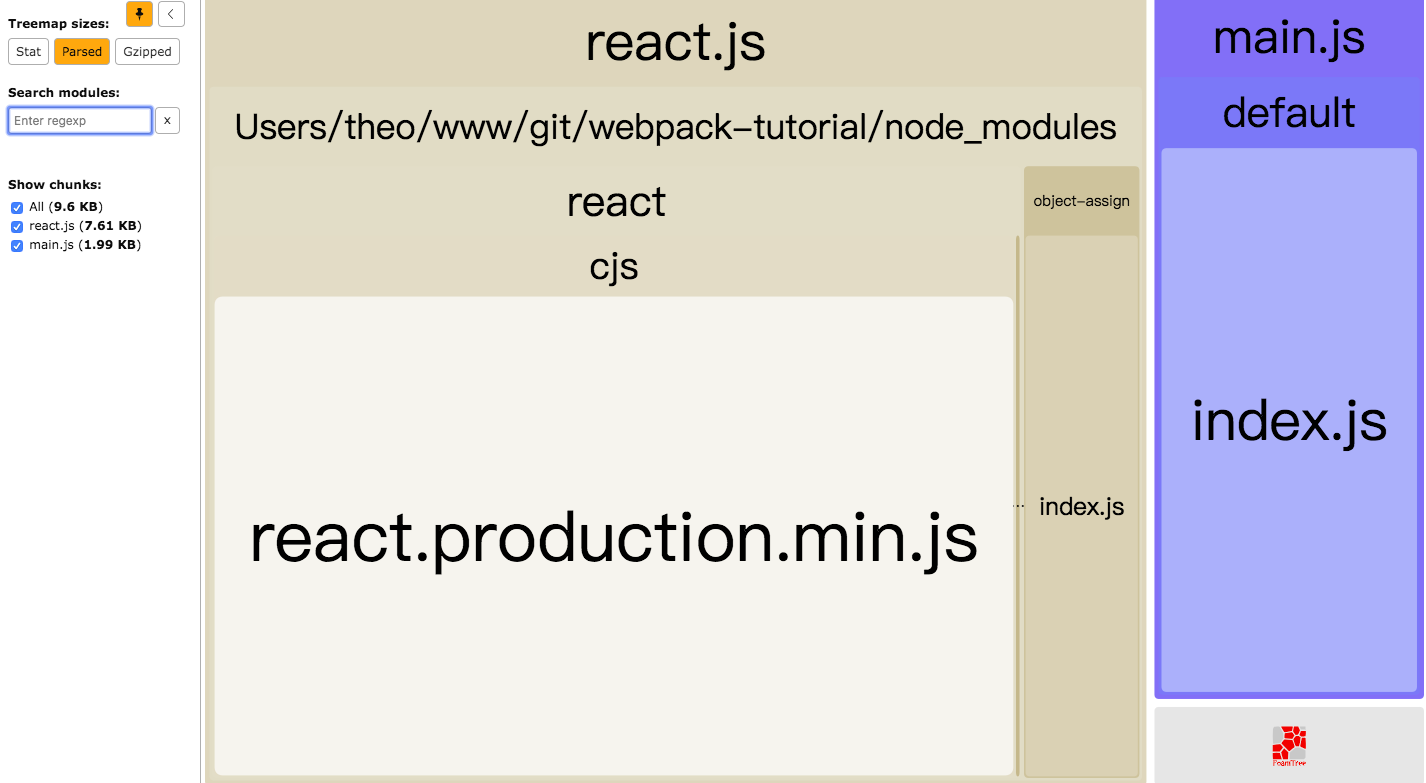 Treemap sizes:
Stat
Parsed
Gzipped
Search modules:
Enter regexp
x
Show chunks:
All (9.6 KB)
react.js (7.61 KB)
main.js (1.99 KB)
react.js
Users/theo/www/git/webpack-tutorial/node_modules
react
object-assign
cjs
react.production.min.js
...
index.js
main.js
default
index.js
FoamTree